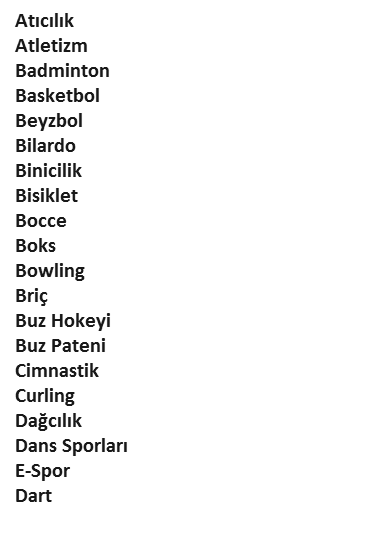 Atıcılık
Atletizm
Badminton
Basketbol
Beyzbol
Bilardo
Binicilik
Bisiklet
Bocce
Boks
Bowling
Briç
Buz Hokeyi
Buz Pateni
Cimnastik
Curling
Dağcılık
Dans Sporları
E-Spor
Dart